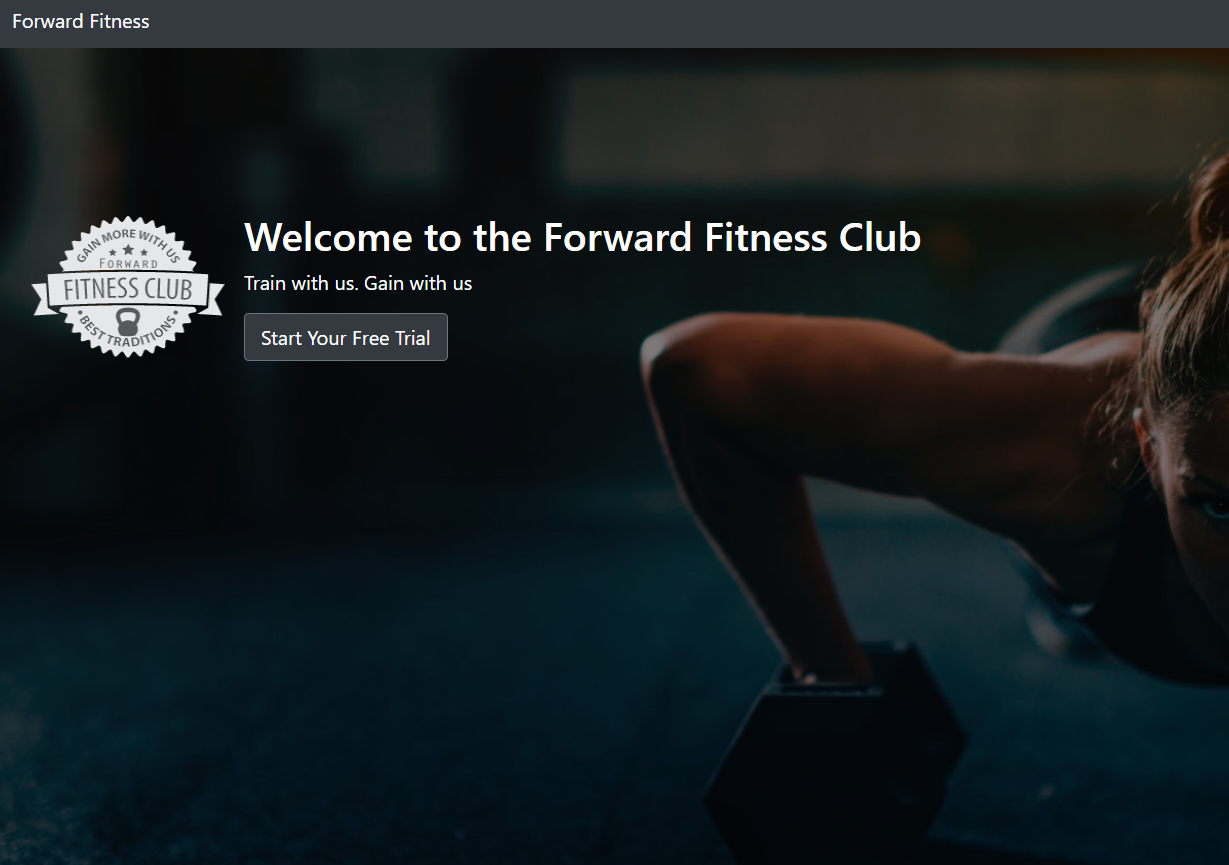 Forward Fitness
GAIN MORE WITH US
FORWARD
FITNESS CLUB
BEST TRADITIONS
Welcome to the Forward Fitness Club
Train with us. Gain with us
Start Your Free Trial